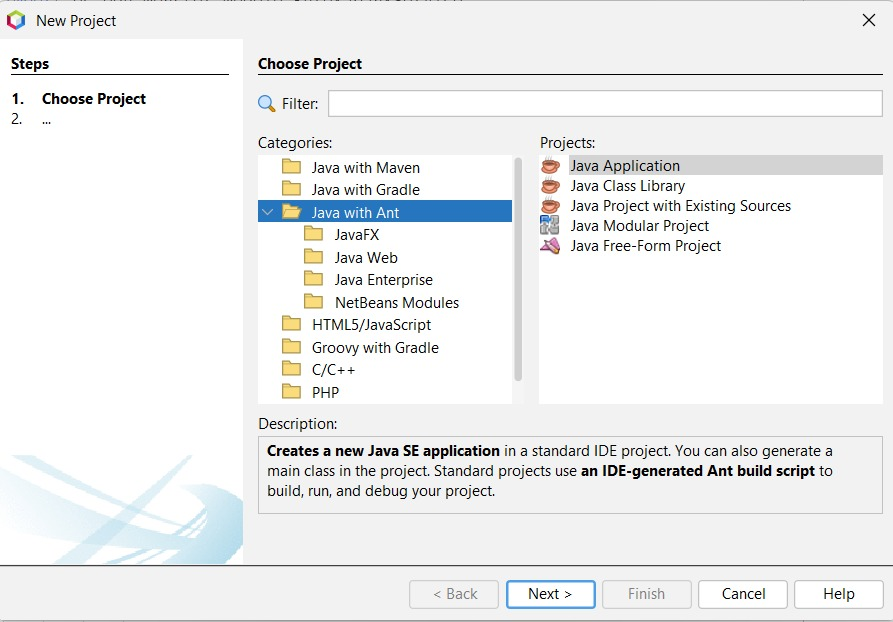 New Project
Steps
1. Choose Project
2. ...
Choose Project
Filter:
Categories:
Java with Maven
Java with Gradle
Java with Ant
JavaFX
Java Web
Java Enterprise
NetBeans Modules
HTML5/JavaScript
Groovy with Gradle
C/C++
PHP
Projects:
Java Application
Java Class Library
Java Project with Existing Sources
Java Modular Project
Java Free-Form Project
Description:
Creates a new Java SE application in a standard IDE project. You can also generate a
main class in the project. Standard projects use an IDE-generated Ant build script to
build, run, and debug your project.
< Back
Next >
Finish
Cancel
Help